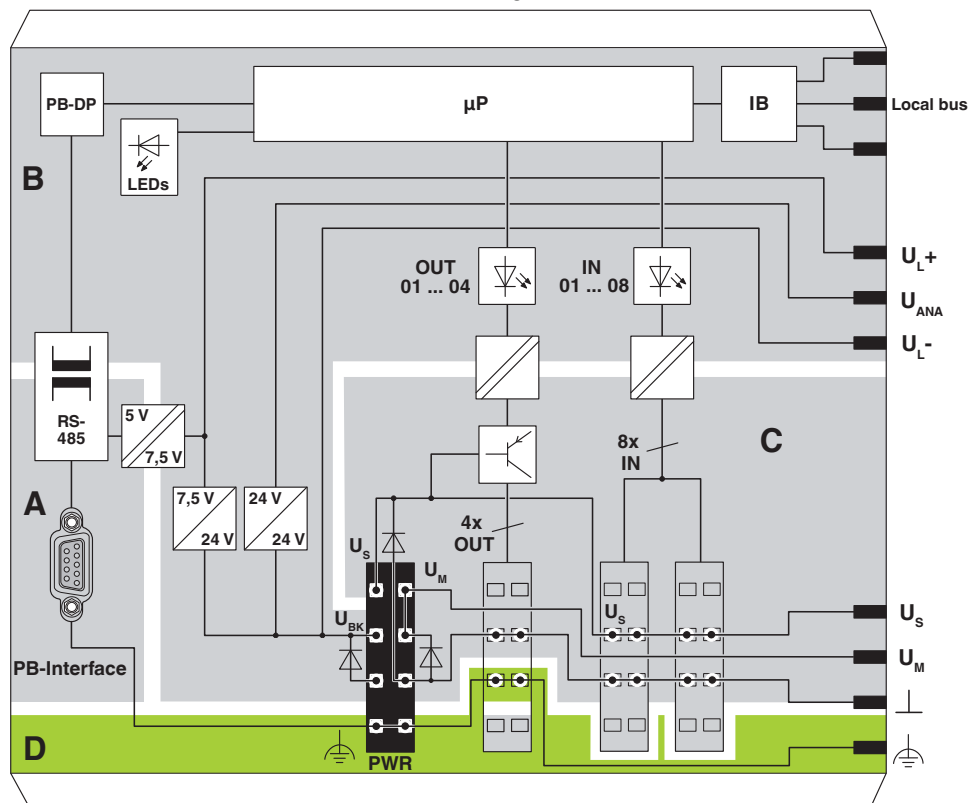 PB-DP
µP
IB
Local bus
LEDs
B
OUT
01 ... 04
IN
01 ... 08
UL+
UANA
UL-
RS-
485
5 V
7,5 V
8x
IN
C
A
7,5 V
24 V
24 V
24 V
4x
OUT
US
UM
UBK
US
US
UM
PB-Interface
D
PWR